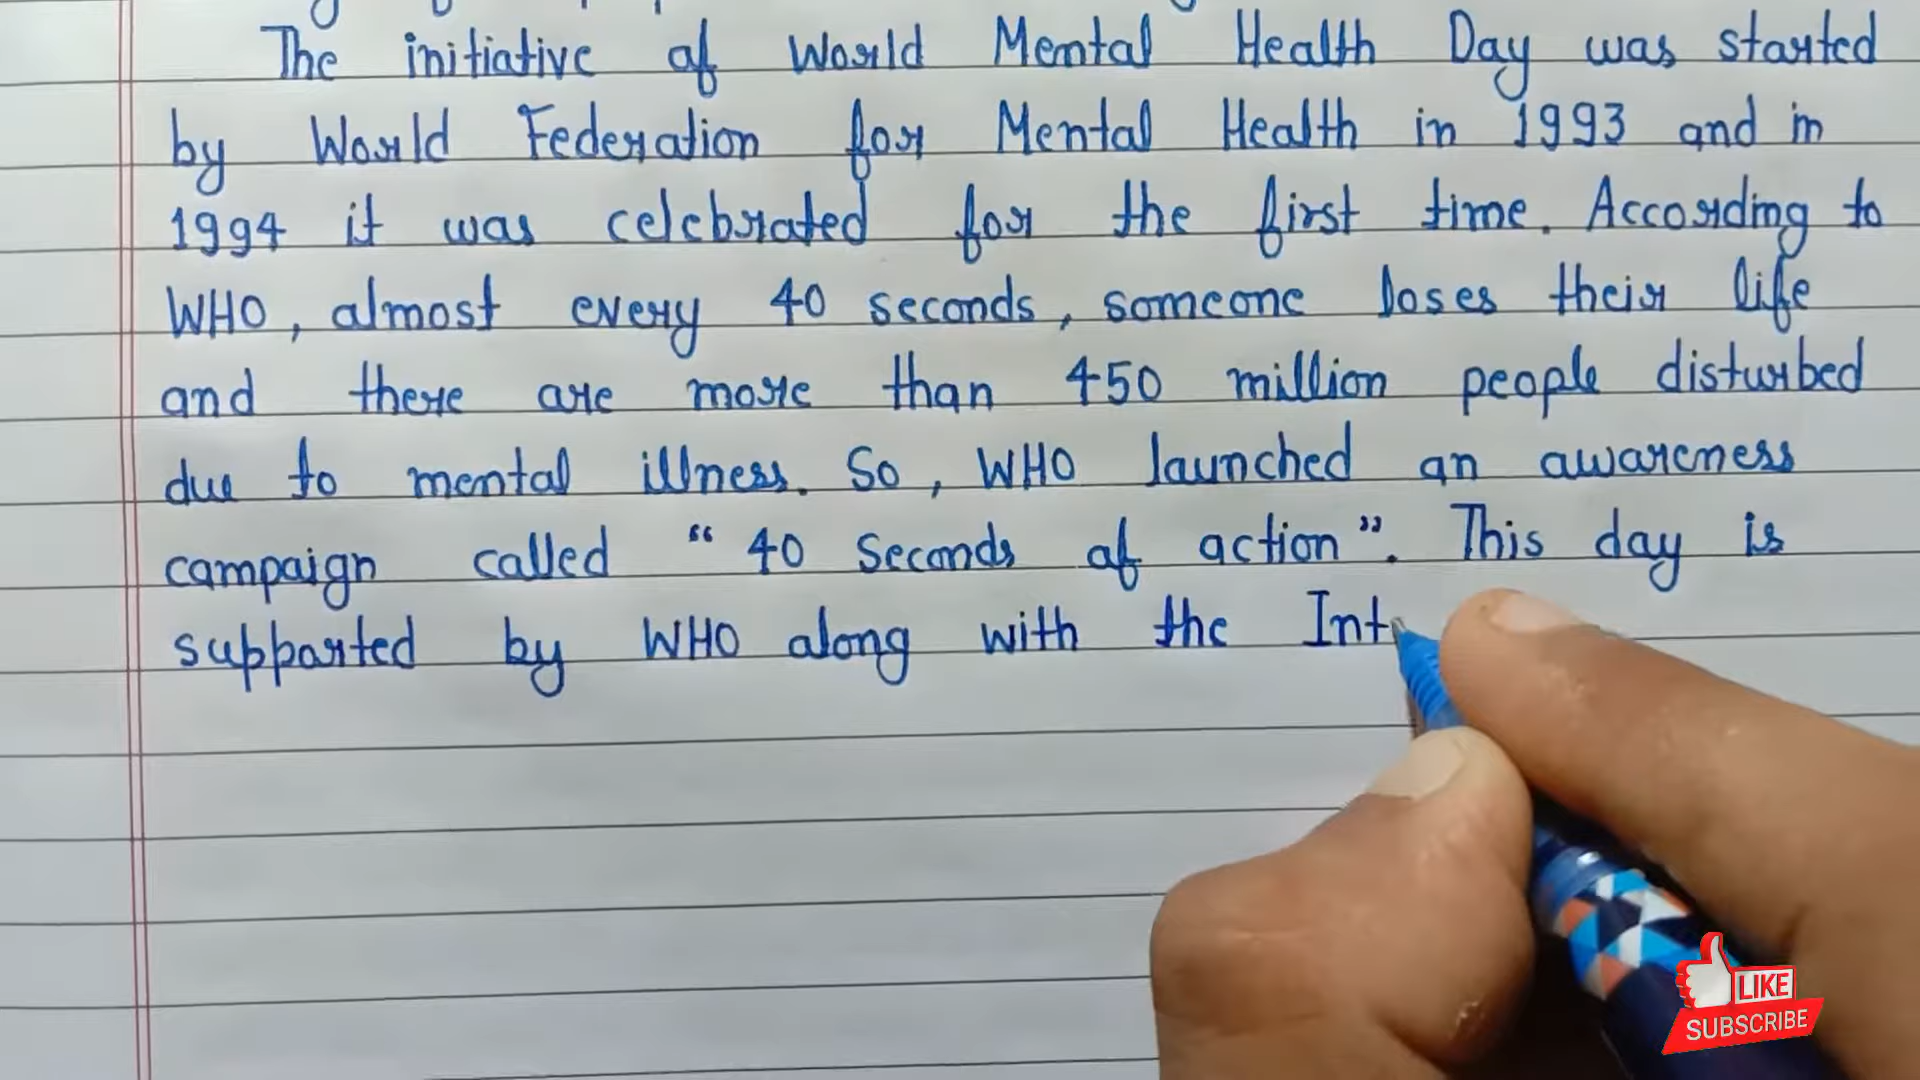 The initiative of World Mental Health Day was started
by World Federation for Mental Health in 1993 and in
1994 it was celebrated for the first time. According to
WHO, almost every 40 seconds, someone loses their life
and there are more than 450 million people disturbed
due to mental illness. So, WHO launched an awareness
campaign called “40 Seconds of action”. This day is
supported by WHO along with the Int
LIKE
SUBSCRIBE